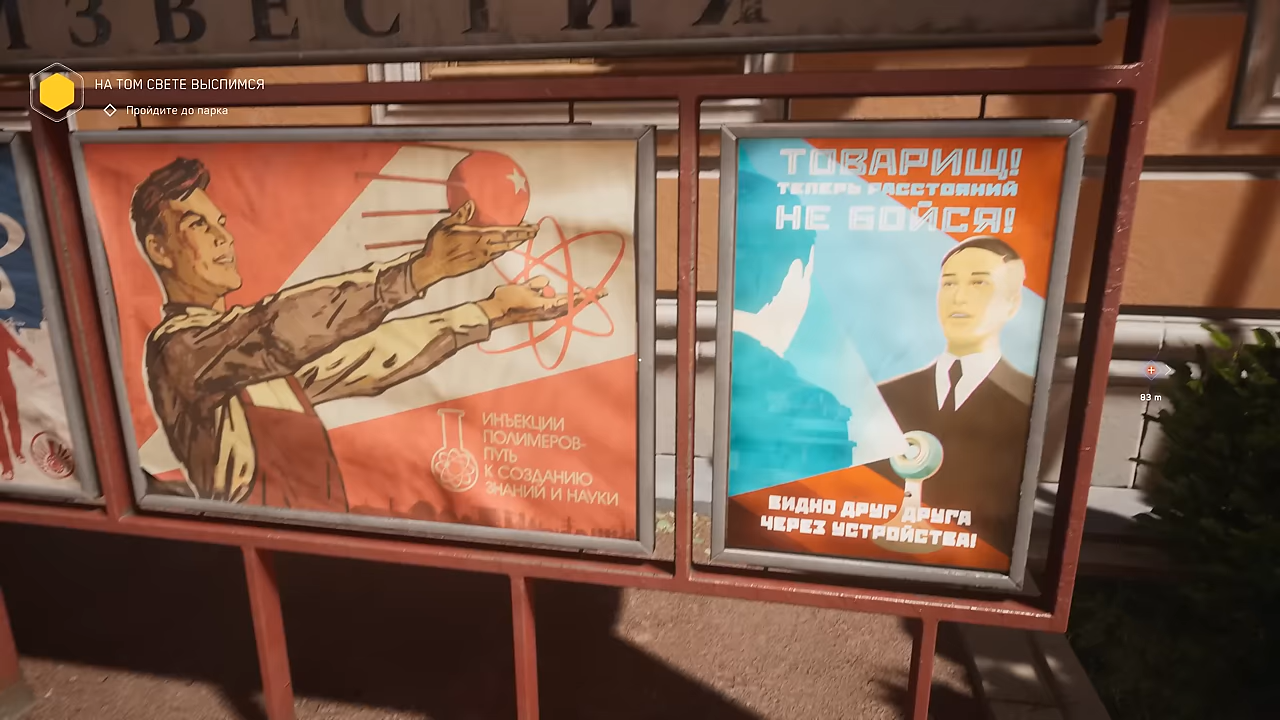 ИЗВЕСТИЯ
НА ТОМ СВЕТЕ ВЫСПИМСЯ
Пройдите до парка
ИНЪЕКЦИИ
ПОЛИМЕРОВ-
ПУТЬ
К СОЗДАНИЮ
ЗНАНИЙ И НАУКИ
ТОВАРИЩ!
ТЕПЕРЬ РАССТОЯНИЙ
НЕ БОЙСЯ!
ВИДНО ДРУГ ДРУГА
ЧЕРЕЗ УСТРОЙСТВА!
83 m